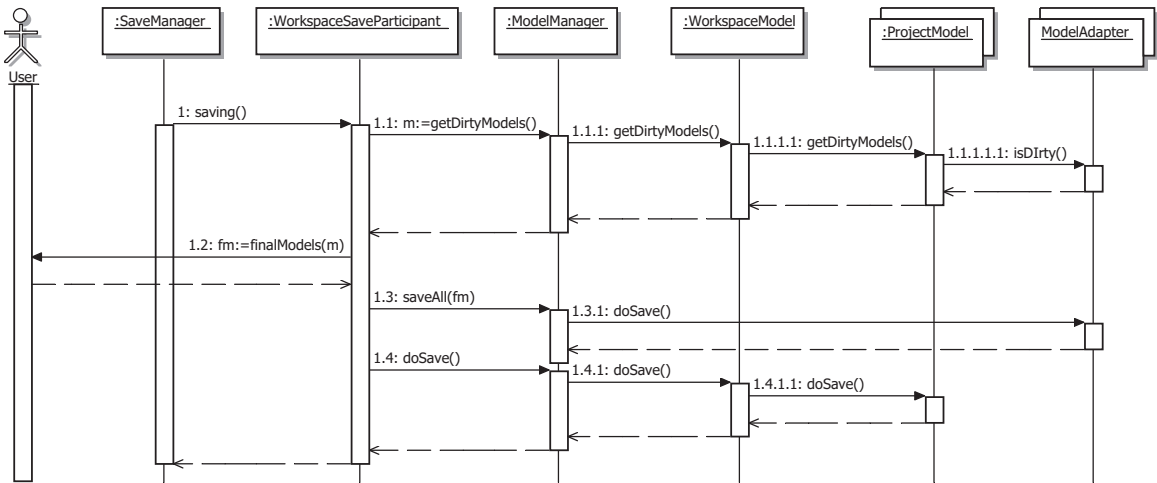 :SaveManager
:WorkspaceSaveParticipant
:ModelManager
:WorkspaceModel
:ProjectModel
ModelAdapter
User
1: saving()
1.1: m:=getDirtyModels()
1.1.1: getDirtyModels()
1.1.1.1: getDirtyModels()
1.1.1.1.1: isDIrty()
1.2: fm:=finalModels(m)
1.3: saveAll(fm)
1.3.1: doSave()
1.4: doSave()
1.4.1: doSave()
1.4.1.1: doSave()